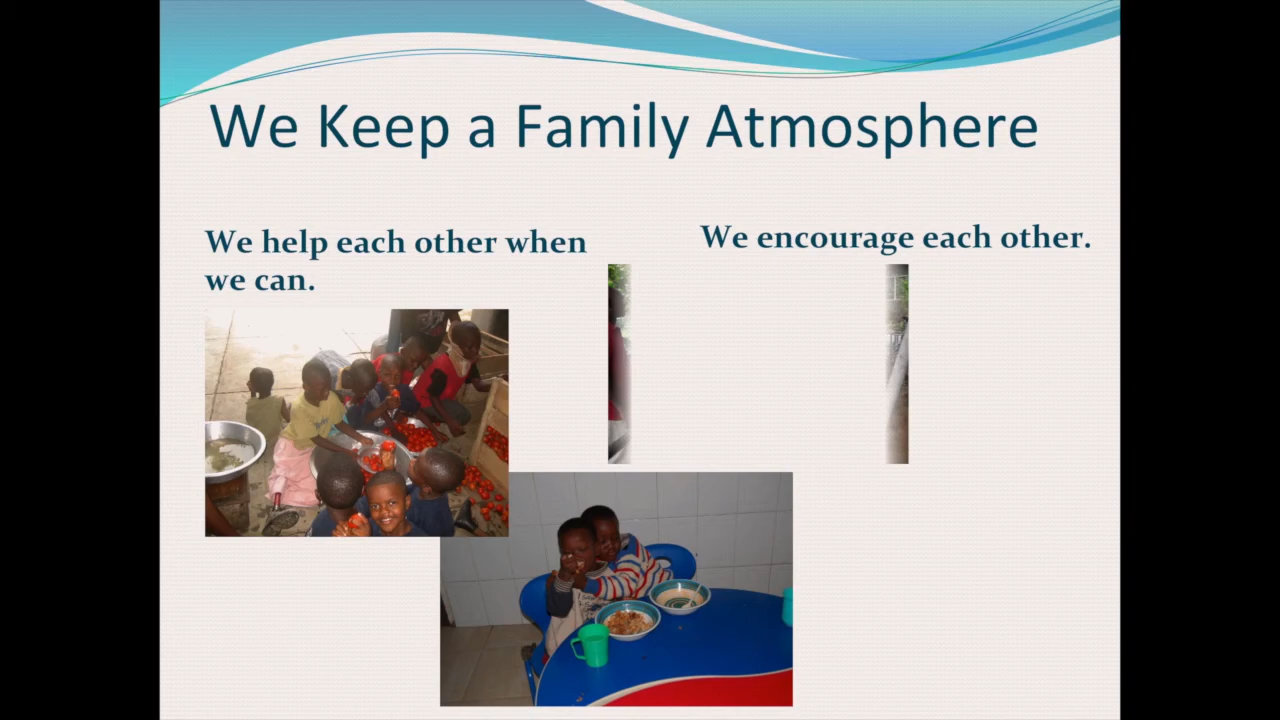 We Keep a Family Atmosphere
We help each other when
we can.
We encourage each other.